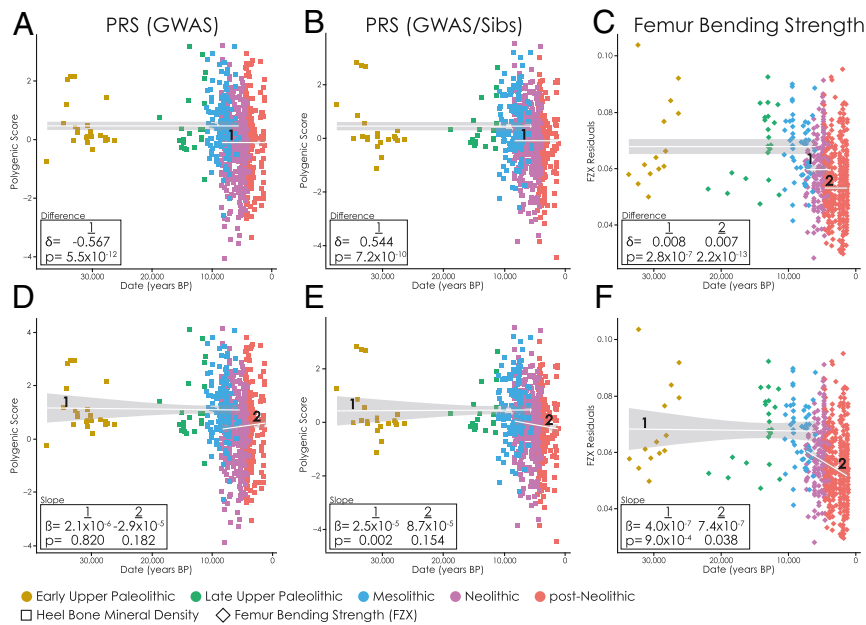 A PRS (GWAS)
B PRS (GWAS/Sibs)
C Femur Bending Strength
Polygenic Score
2
0
-2
-4
1
Difference
1
δ= -0.567
p= 5.5x10-12
30.000 20.000 10.000 0
Date (years BP)
Polygenic Score
4
2
0
-2
-4
1
Difference
1
δ= 0.544
p= 7.2x10-10
30.000 20.000 10.000 0
Date (years BP)
FZX Residuals
0.10
0.08
0.06
0.04
1
2
Difference
1 2
δ= 0.008 0.007
p= 2.8x10-7 2.2x10-13
30.000 20.000 10.000 0
Date (years BP)
D
Polygenic Score
4
2
0
-2
-4
1
2
Slope
1 2
β= 2.1x10-6 -2.9x10-5
p= 0.820 0.182
30.000 20.000 10.000 0
Date (years BP)
E
Polygenic Score
2
0
-2
-4
1
2
Slope
1 2
β= 2.5x10-5 8.7x10-5
p= 0.002 0.154
30.000 20.000 10.000 0
Date (years BP)
F
FZX Residuals
0.10
0.08
0.06
0.04
1
2
Slope
1 2
β= 4.0x10-7 7.4x10-7
p= 9.0x10-4 0.038
30.000 20.000 10.000 0
Date (years BP)
Early Upper Paleolithic Late Upper Paleolithic Mesolithic Neolithic post-Neolithic
Heel Bone Mineral Density Femur Bending Strength (FZX)